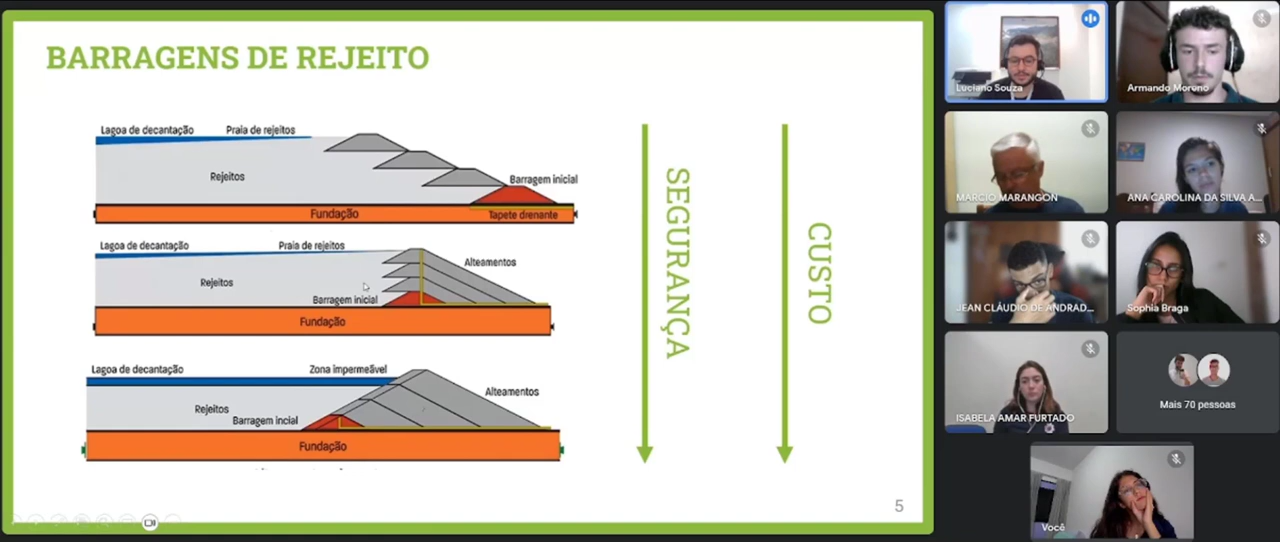 BARRAGENS DE REJEITO
Lagoa de decantação
Praia de rejeitos
Rejeitos
Barragem inicial
Fundação
Tapete drenante
Lagoa de decantação
Praia de rejeitos
Alteamentos
Rejeitos
Barragem inicial
Fundação
Lagoa de decantação
Zona impermeável
Alteamentos
Rejeitos
Barragem incial
Fundação
SEGURANÇA
CUSTO
5
Luciano Souza
Armando Moreno
MARCIO MARANGON
ANA CAROLINA DA SILVA A...
JEAN CLÁUDIO DE ANDRAD...
Sophia Braga
ISABELA AMAR FURTADO
Mais 70 pessoas
Você